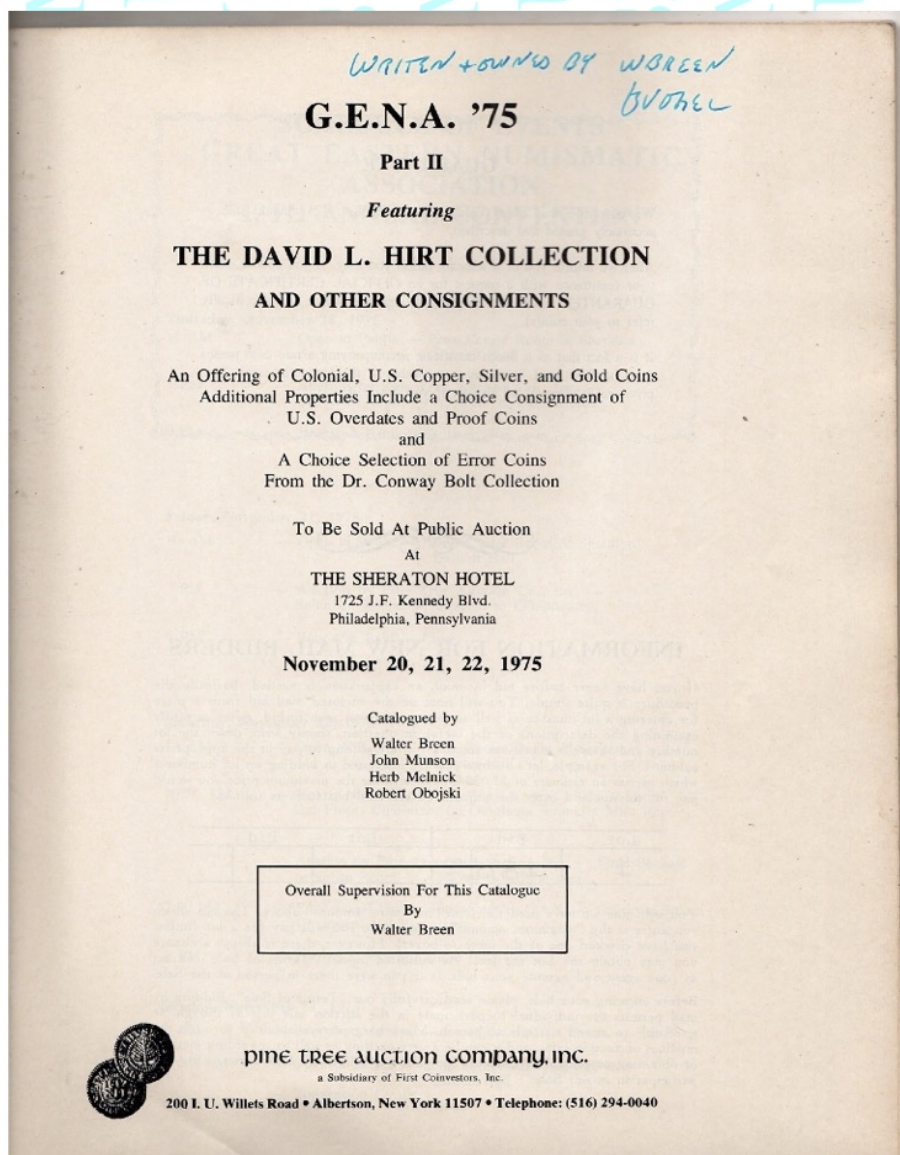 WRITEN + OWNED BY WBREEN
G.E.N.A. ’75
Part II
Featuring
THE DAVID L. HIRT COLLECTION
AND OTHER CONSIGNMENTS
An Offering of Colonial, U.S. Copper, Silver, and Gold Coins
Additional Properties Include a Choice Consignment of
U.S. Overdates and Proof Coins
and
A Choice Selection of Error Coins
From the Dr. Conway Bolt Collection
To Be Sold At Public Auction
At
THE SHERATON HOTEL
1725 J.F. Kennedy Blvd.
Philadelphia, Pennsylvania
November 20, 21, 22, 1975
Catalogued by
Walter Breen
John Munson
Herb Melnick
Robert Obojski
Overall Supervision For This Catalogue
By
Walter Breen
pine tree auction company, inc.
a Subsidiary of First Coinvestors, Inc.
200 I. U. Willets Road • Albertson, New York 11507 • Telephone: (516) 294-0040